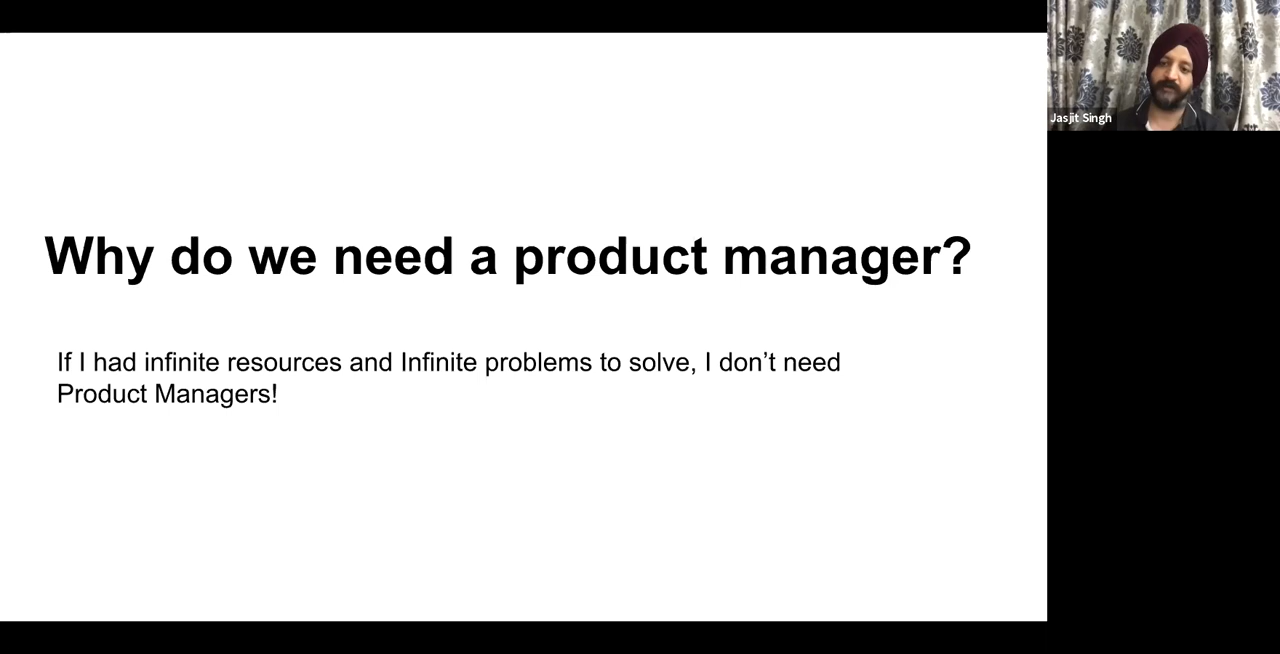 Why do we need a product manager?
If I had infinite resources and Infinite problems to solve, I don’t need
Product Managers!
Jasjit Singh